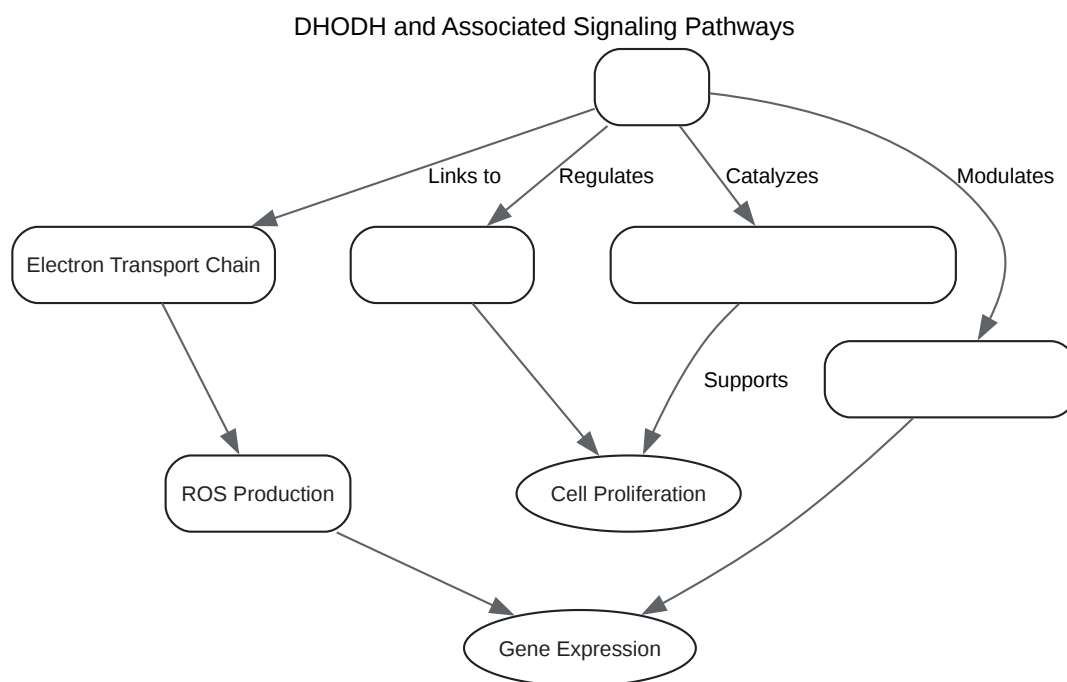 DHODH and Associated Signaling Pathways
Links to
Regulates
Catalyzes
Modulates
Electron Transport Chain
Supports
ROS Production
Cell Proliferation
Gene Expression